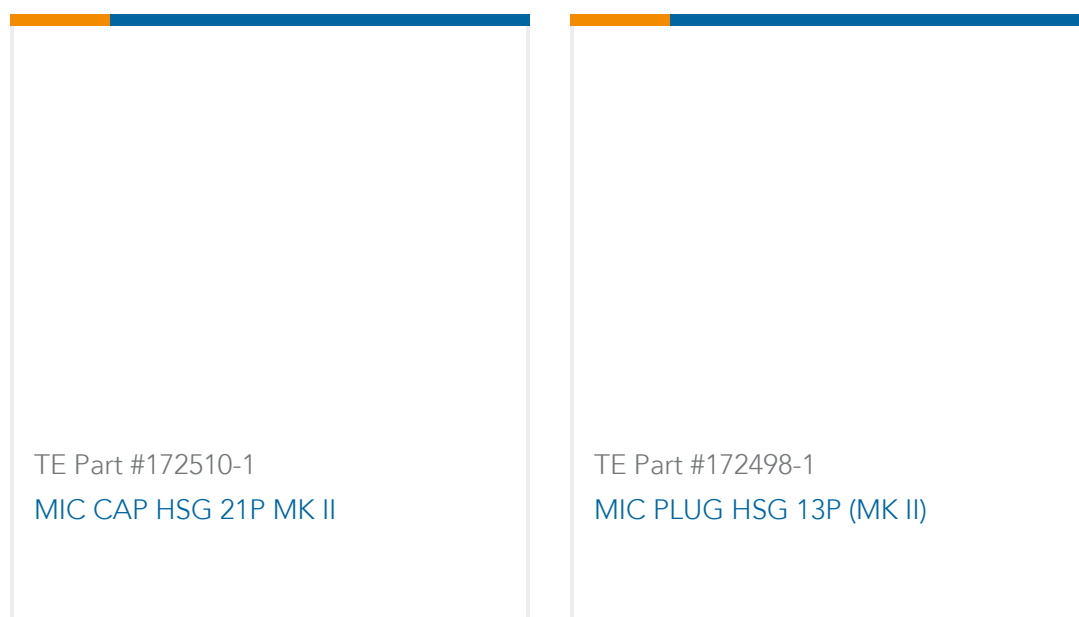 TE Part #172510-1
MIC CAP HSG 21P MK II
TE Part #172498-1
MIC PLUG HSG 13P (MK II)